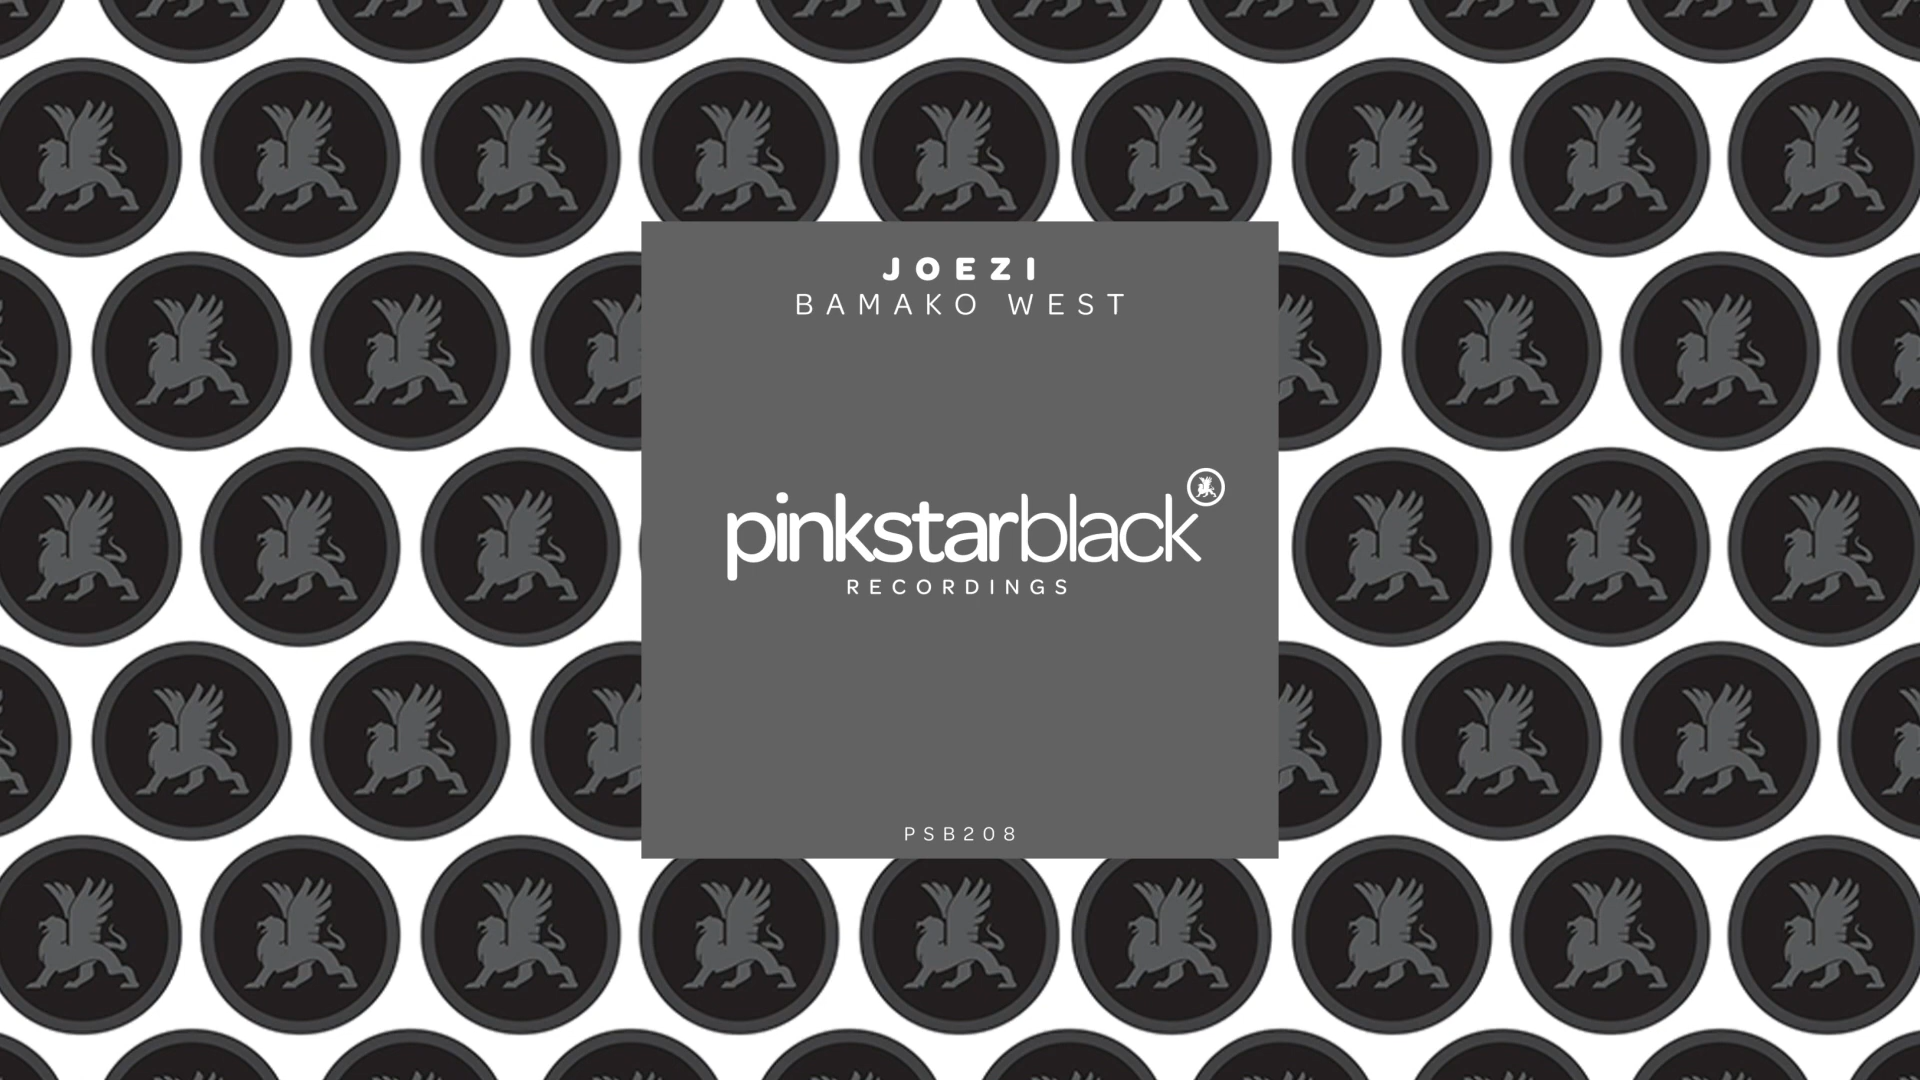 JOEZI
BAMAKO WEST
pinkstarblack
RECORDINGS
PSB208